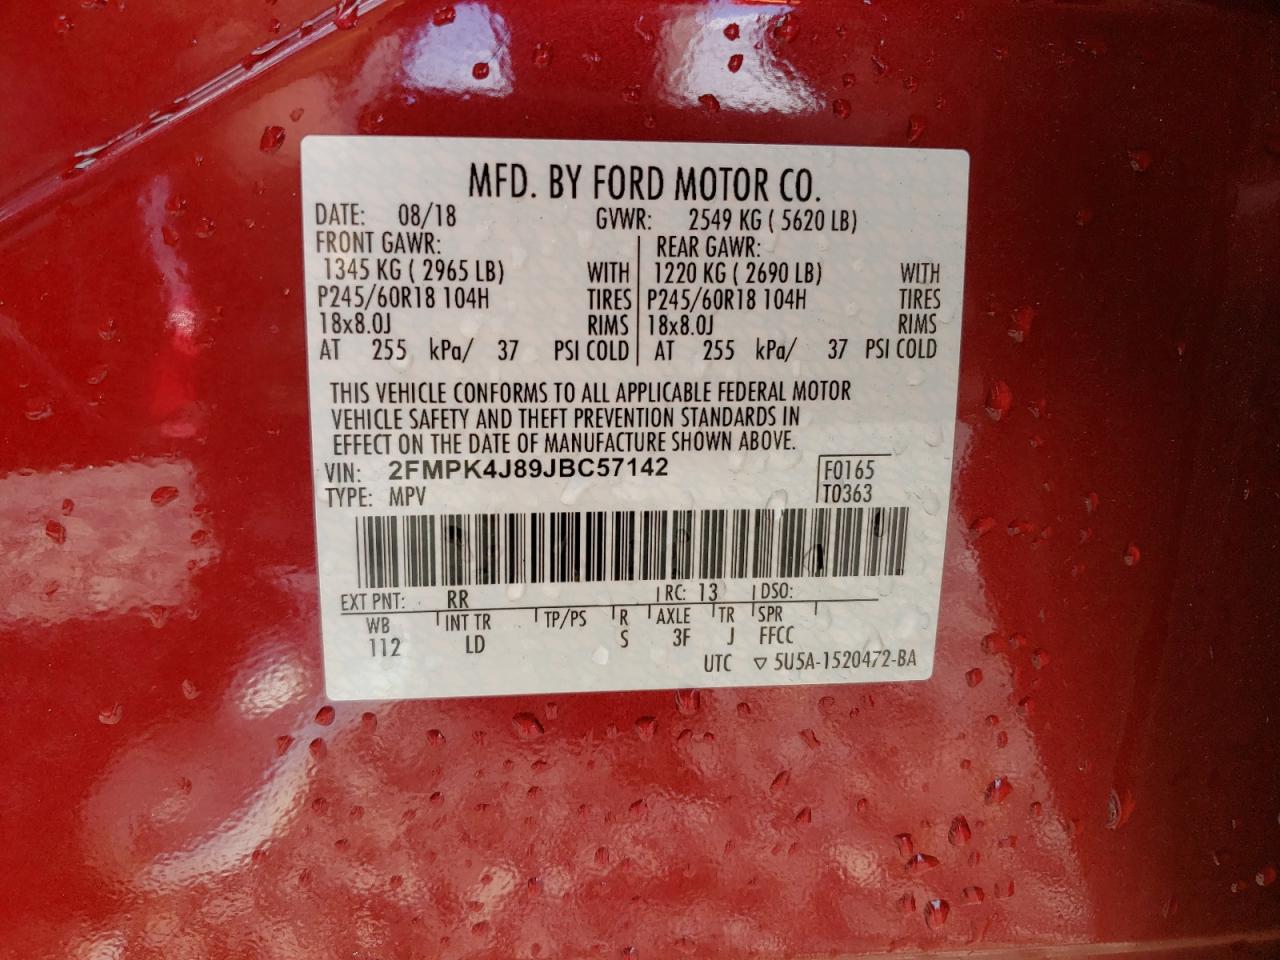 MFD. BY FORD MOTOR CO.
DATE: 08/18 GVWR: 2549 KG ( 5620 LB)
FRONT GAWR: REAR GAWR:
1345 KG ( 2965 LB) WITH 1220 KG ( 2690 LB) WITH
P245/60R18 104H TIRES P245/60R18 104H TIRES
18x8.0J RIMS 18x8.0J RIMS
AT 255 kPa/ 37 PSI COLD AT 255 kPa/ 37 PSI COLD
THIS VEHICLE CONFORMS TO ALL APPLICABLE FEDERAL MOTOR
VEHICLE SAFETY AND THEFT PREVENTION STANDARDS IN
EFFECT ON THE DATE OF MANUFACTURE SHOWN ABOVE.
VIN: 2FMPK4J89JBC57142 F0165
TYPE: MPV T0363
EXT PNT: RR RC: 13 DSO:
WB INT TR TP/PS R AXLE TR SPR
112 LD S 3F J FFCC
UTC ▽ 5U5A-1520472-BA